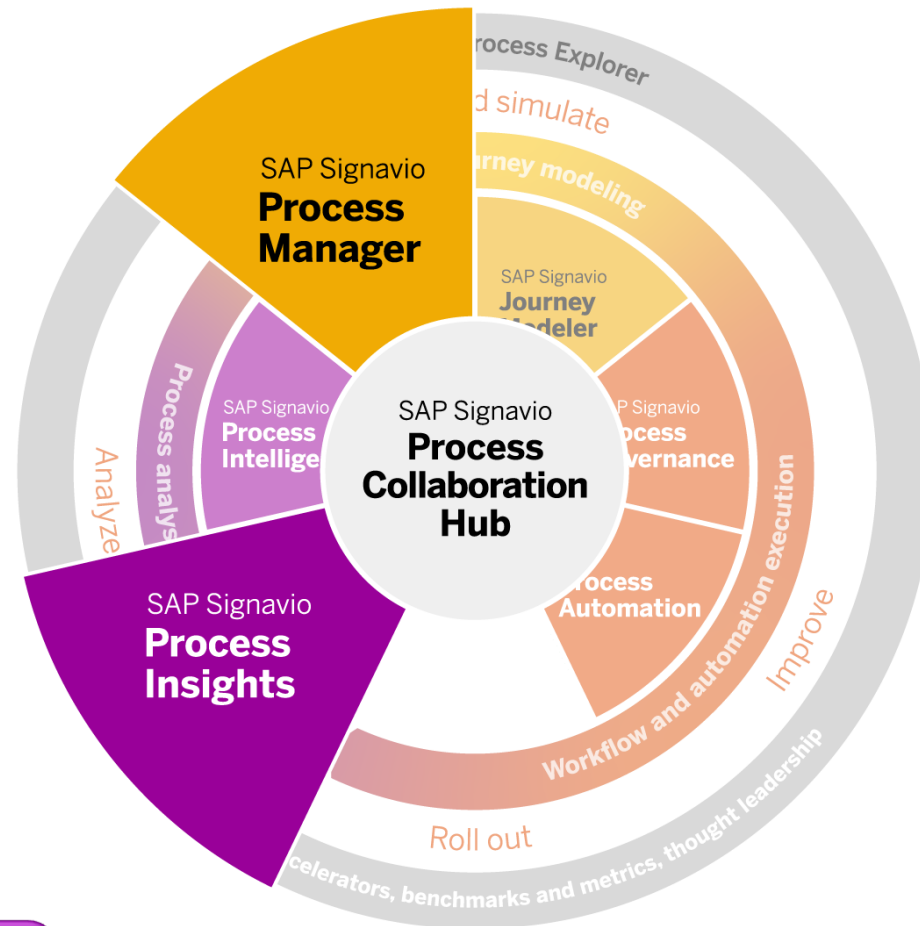 rocess Explorer
d simulate
urney modeling
SAP Signavio
Process
Manager
SAP Signavio
Journey
Modeler
SAP Signavio
Process
Intellige
Process analys
Analyze
SAP Signavio
Process
Collaboration
Hub
P Signavio
ocess
vernance
rocess
Automation
Workflow and automation execution
Improve
SAP Signavio
Process
Insights
Roll out
celerators, benchmarks and metrics, thought leadership